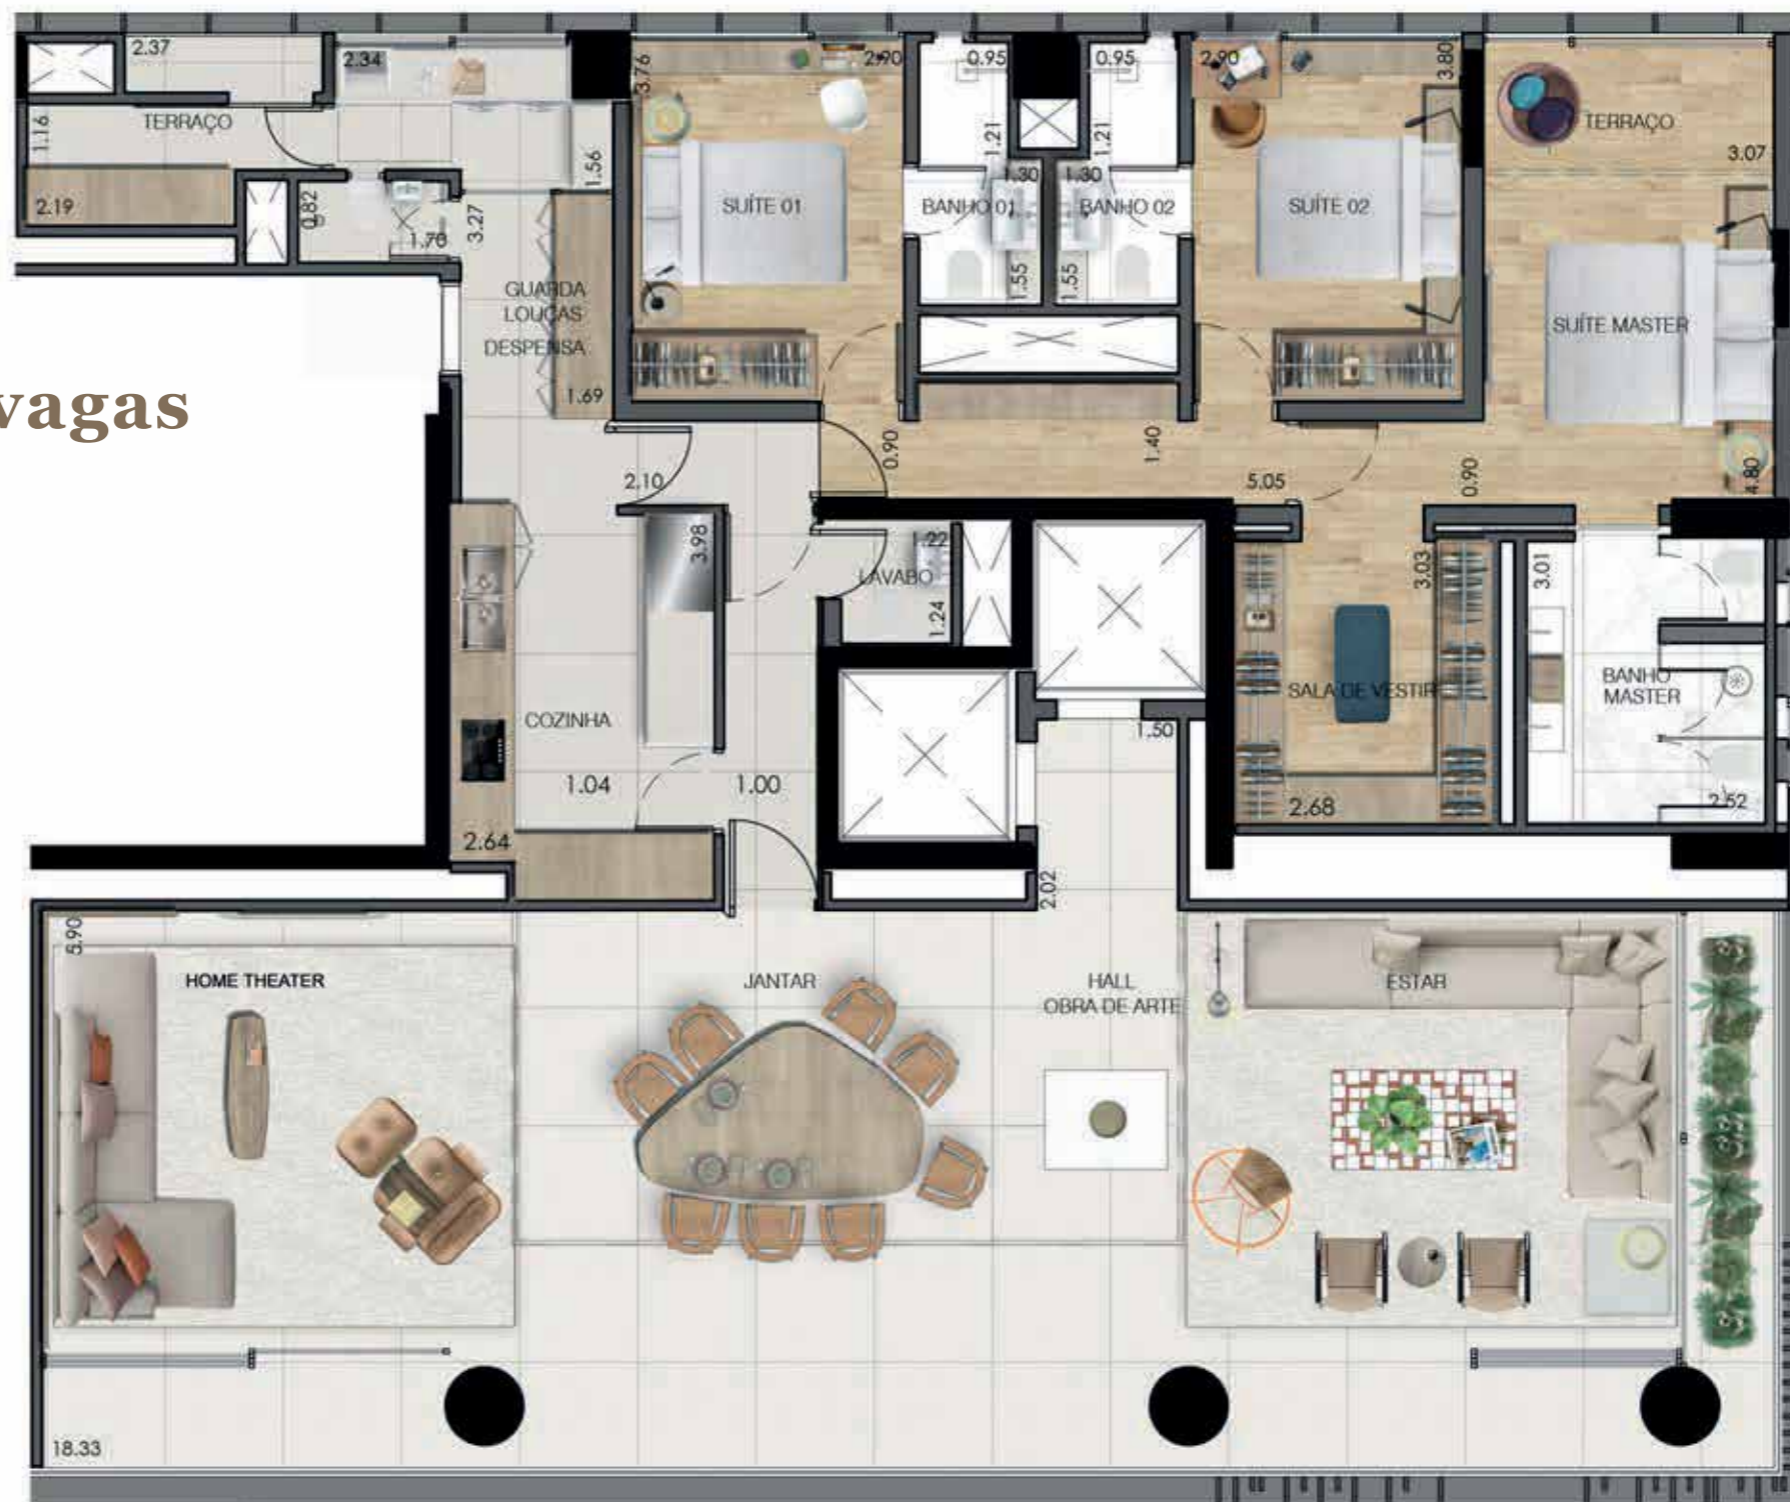 2.37
2.34
TERRAÇO
1.16
2.19
0.82
1.70
3.27
1.56
GUARDA
LOUÇAS
DESPENSA
1.69
vagas
3.76
2.90
SUÍTE 01
0.95
1.21
1.30
BANHO 01
1.55
0.95
1.21
1.30
BANHO 02
1.55
2.90
3.80
SUÍTE 02
TERRAÇO
3.07
SUÍTE MASTER
4.80
2.10
0.90
1.40
5.05
0.90
3.98
1.22
LAVABO
1.24
COZINHA
1.04
1.00
2.64
1.50
2.02
3.03
SALA DE VESTIR
2.68
3.01
BANHO
MASTER
2.52
5.90
HOME THEATER
JANTAR
HALL
OBRA DE ARTE
ESTAR
18.33